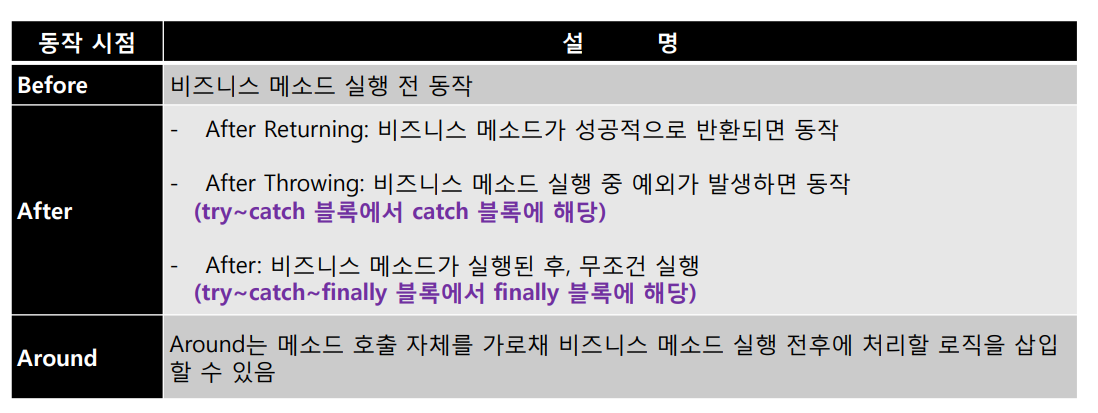 동작 시점 설 명
Before 비즈니스 메소드 실행 전 동작
After
- After Returning: 비즈니스 메소드가 성공적으로 반환되면 동작
- After Throwing: 비즈니스 메소드 실행 중 예외가 발생하면 동작
(try~catch 블록에서 catch 블록에 해당)
- After: 비즈니스 메소드가 실행된 후, 무조건 실행
(try~catch~finally 블록에서 finally 블록에 해당)
Around
Around는 메소드 호출 자체를 가로채 비즈니스 메소드 실행 전후에 처리할 로직을 삽입
할 수 있음